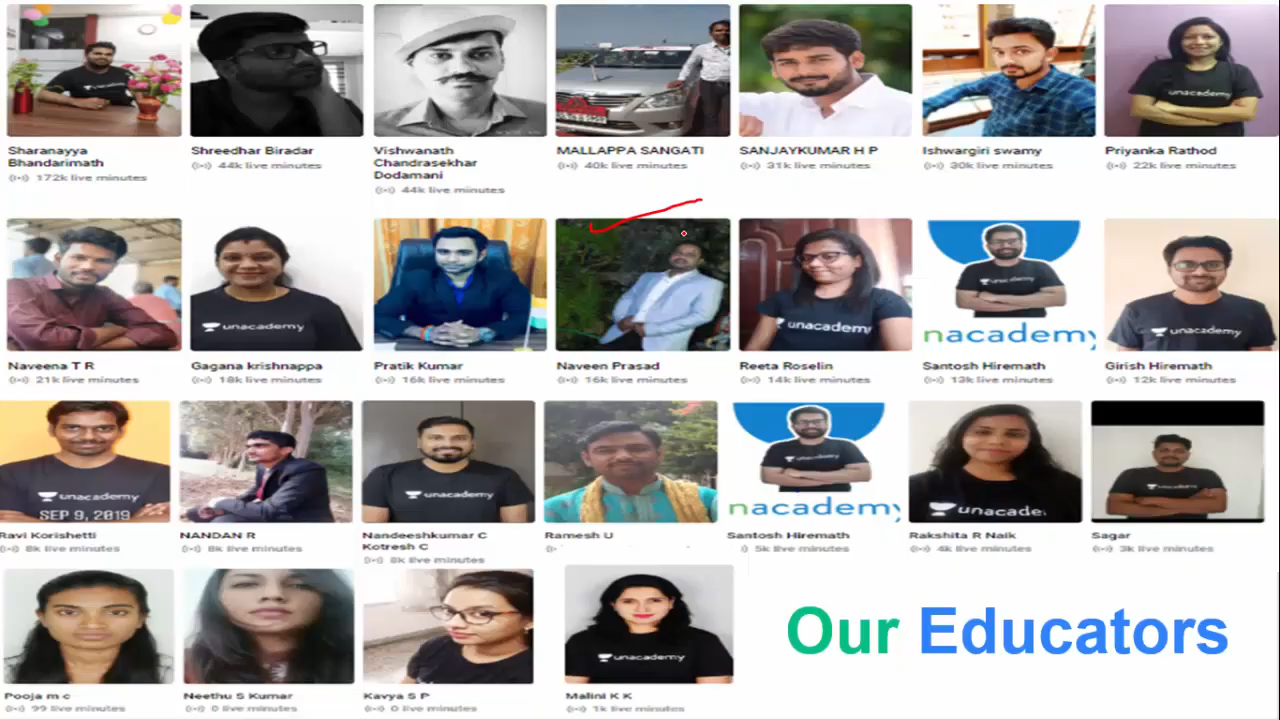 Sharanayya
Bhandarimath
172k live minutes
Shreedhar Biradar
44k live minutes
Vishwanath
Chandrasekhar
Dodamani
44k live minutes
MALLAPPA SANGATI
40k live minutes
SANJAYKUMAR H P
31k live minutes
Ishwargiri swamy
30k live minutes
unacademy
Priyanka Rathod
22k live minutes
Naveena T R
21k live minutes
unacademy
Gagana krishnappa
18k live minutes
Pratik Kumar
16k live minutes
Naveen Prasad
16k live minutes
unacademy
Reeta Roselin
14k live minutes
unacademy
nacademy
Santosh Hiremath
13k live minutes
unacademy
Girish Hiremath
12k live minutes
unacademy
SEP 9, 2019
Ravi Korishetti
8k live minutes
NANDAN R
8k live minutes
unacademy
Nandeeshkumar C
Kotresh C
8k live minutes
Ramesh U
unacademy
nacademy
Santosh Hiremath
5k live minutes
unacade
Rakshita R Naik
4k live minutes
unacademy
Sagar
3k live minutes
Pooja m c
99 live minutes
Neethu S Kumar
0 live minutes
Kavya S P
0 live minutes
unacademy
Malini K K
1k live minutes
Our Educators